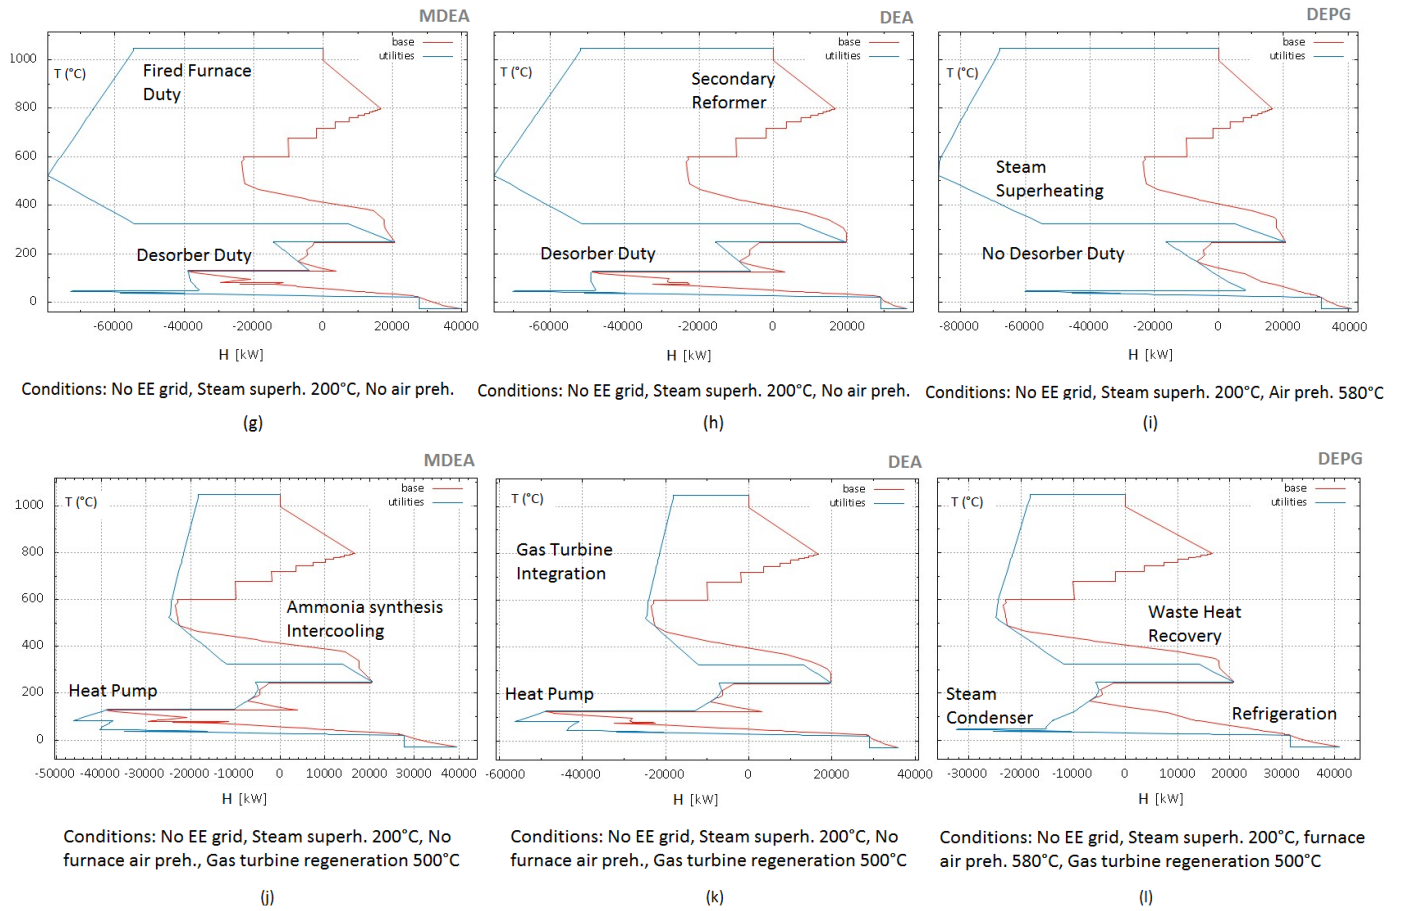 MDEA
base
utilities
T (°C)
Fired Furnace
Duty
Desorber Duty
1000
800
600
400
200
0
-60000 -40000 -20000 0 20000 40000
H [kW]
Conditions: No EE grid, Steam superh. 200°C, No air preh.
(g)
DEA
base
utilities
T (°C)
Secondary
Reformer
Desorber Duty
-60000 -40000 -20000 0 20000
H [kW]
Conditions: No EE grid, Steam superh. 200°C, No air preh.
(h)
DEPG
base
utilities
T (°C)
Steam
Superheating
No Desorber Duty
-80000 -60000 -40000 -20000 0 20000 40000
H [kW]
Conditions: No EE grid, Steam superh. 200°C, Air preh. 580°C
(i)
MDEA
base
utilities
T (°C)
Ammonia synthesis
Intercooling
Heat Pump
1000
800
600
400
200
0
-50000 -40000 -30000 -20000 -10000 0 10000 20000 30000 40000
H [kW]
Conditions: No EE grid, Steam superh. 200°C, No
furnace air preh., Gas turbine regeneration 500°C
(j)
DEA
base
utilities
T (°C)
Gas Turbine
Integration
Heat Pump
-60000 -40000 -20000 0 20000 40000
H [kW]
Conditions: No EE grid, Steam superh. 200°C, No
furnace air preh., Gas turbine regeneration 500°C
(k)
DEPG
base
utilities
T (°C)
Waste Heat
Recovery
Steam
Condenser
Refrigeration
-30000 -20000 -10000 0 10000 20000 30000 40000
H [kW]
Conditions: No EE grid, Steam superh. 200°C, furnace
air preh. 580°C, Gas turbine regeneration 500°C
(l)